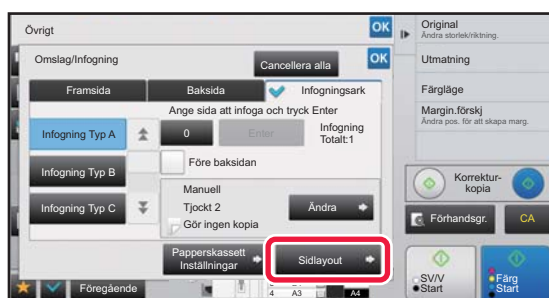 Övrigt
OK
Omslag/Infogning
Cancellera alla
OK
Framsida
Baksida
Infogningsark
Ange sida att infoga och tryck Enter
Infogning Typ A
0
Enter
Infogning
Totalt:1
Infogning Typ B
Före baksidan
Infogning Typ C
Manuell
Tjockt 2
Gör ingen kopia
Ändra
Papperskassett
Inställningar
Sidlayout
Föregående
4
A3
A4
Original
Ändra storlek/riktning.
Utmatning
Färgläge
Margin.förskj
Ändra pos. för att skapa marg.
Korrektur-
kopia
Förhandsgr.
CA
SV/V
Start
Färg
Start